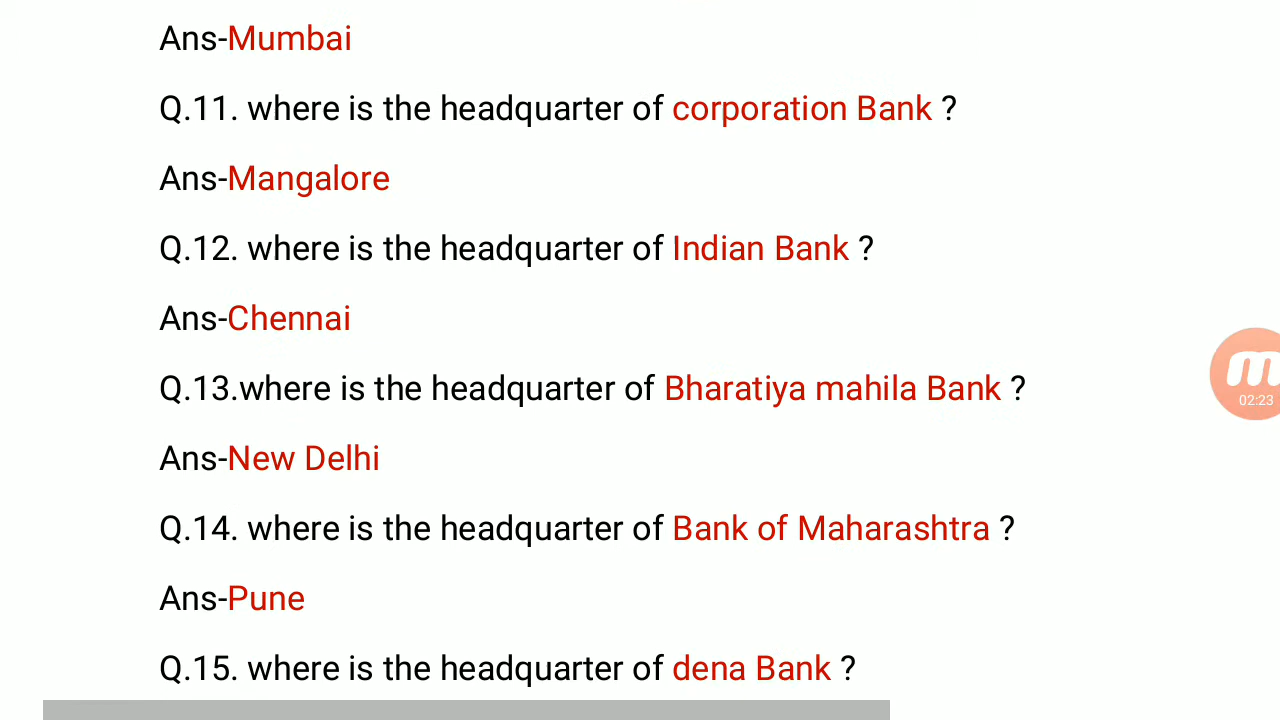 Ans-Mumbai
Q.11. where is the headquarter of corporation Bank ?
Ans-Mangalore
Q.12. where is the headquarter of Indian Bank ?
Ans-Chennai
Q.13.where is the headquarter of Bharatiya mahila Bank ?
Ans-New Delhi
Q.14. where is the headquarter of Bank of Maharashtra ?
Ans-Pune
Q.15. where is the headquarter of dena Bank ?
m
02:23